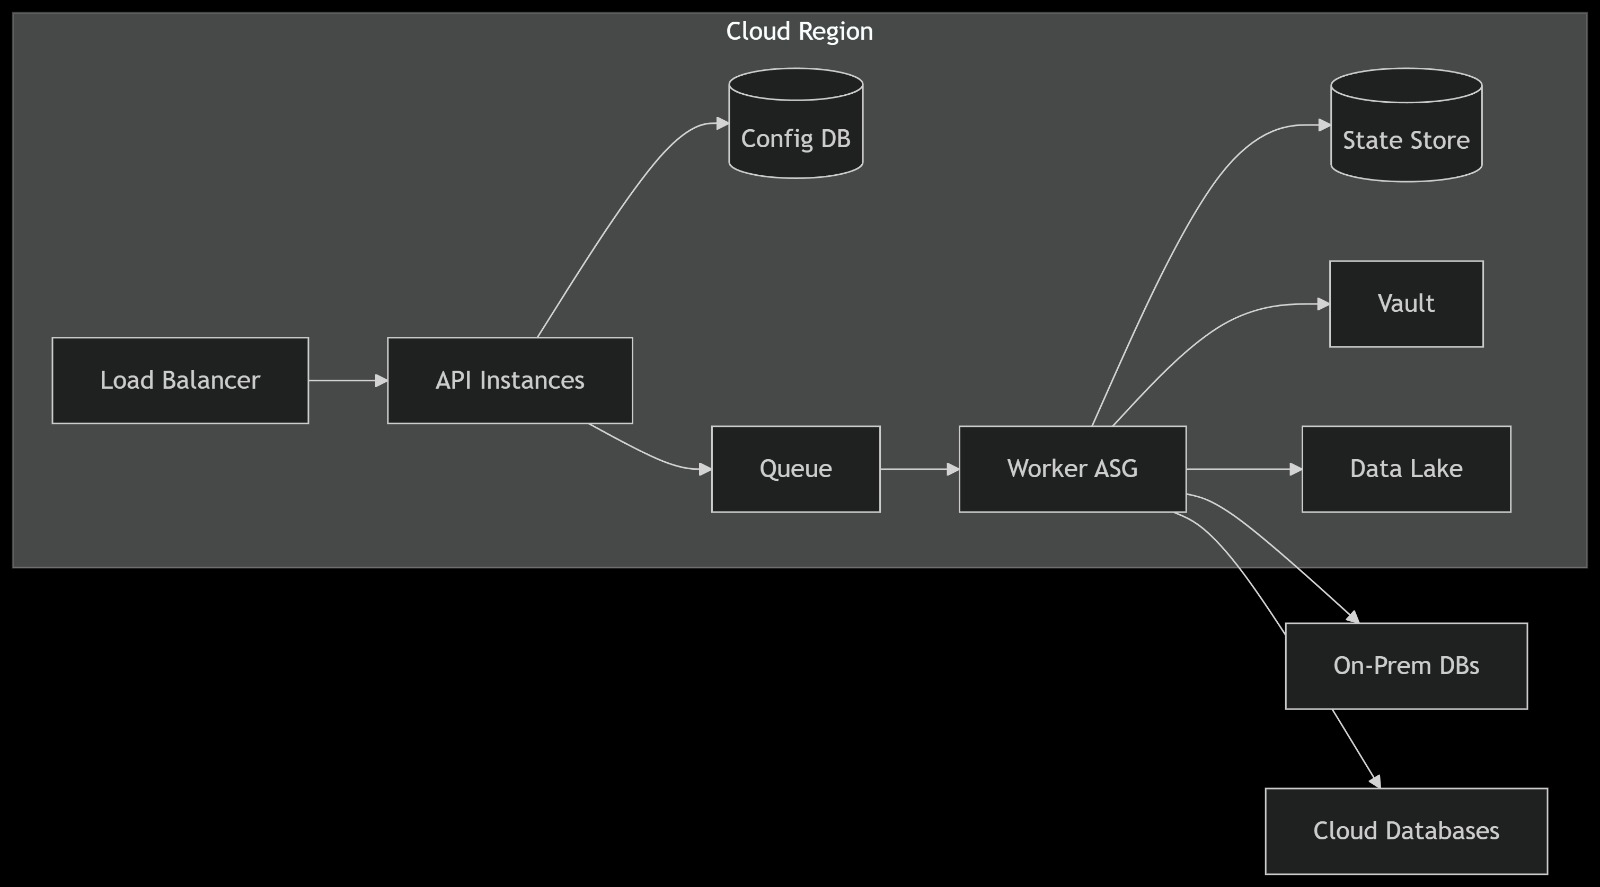 Cloud Region
Config DB
State Store
Vault
Load Balancer
API Instances
Queue
Worker ASG
Data Lake
On-Prem DBs
Cloud Databases